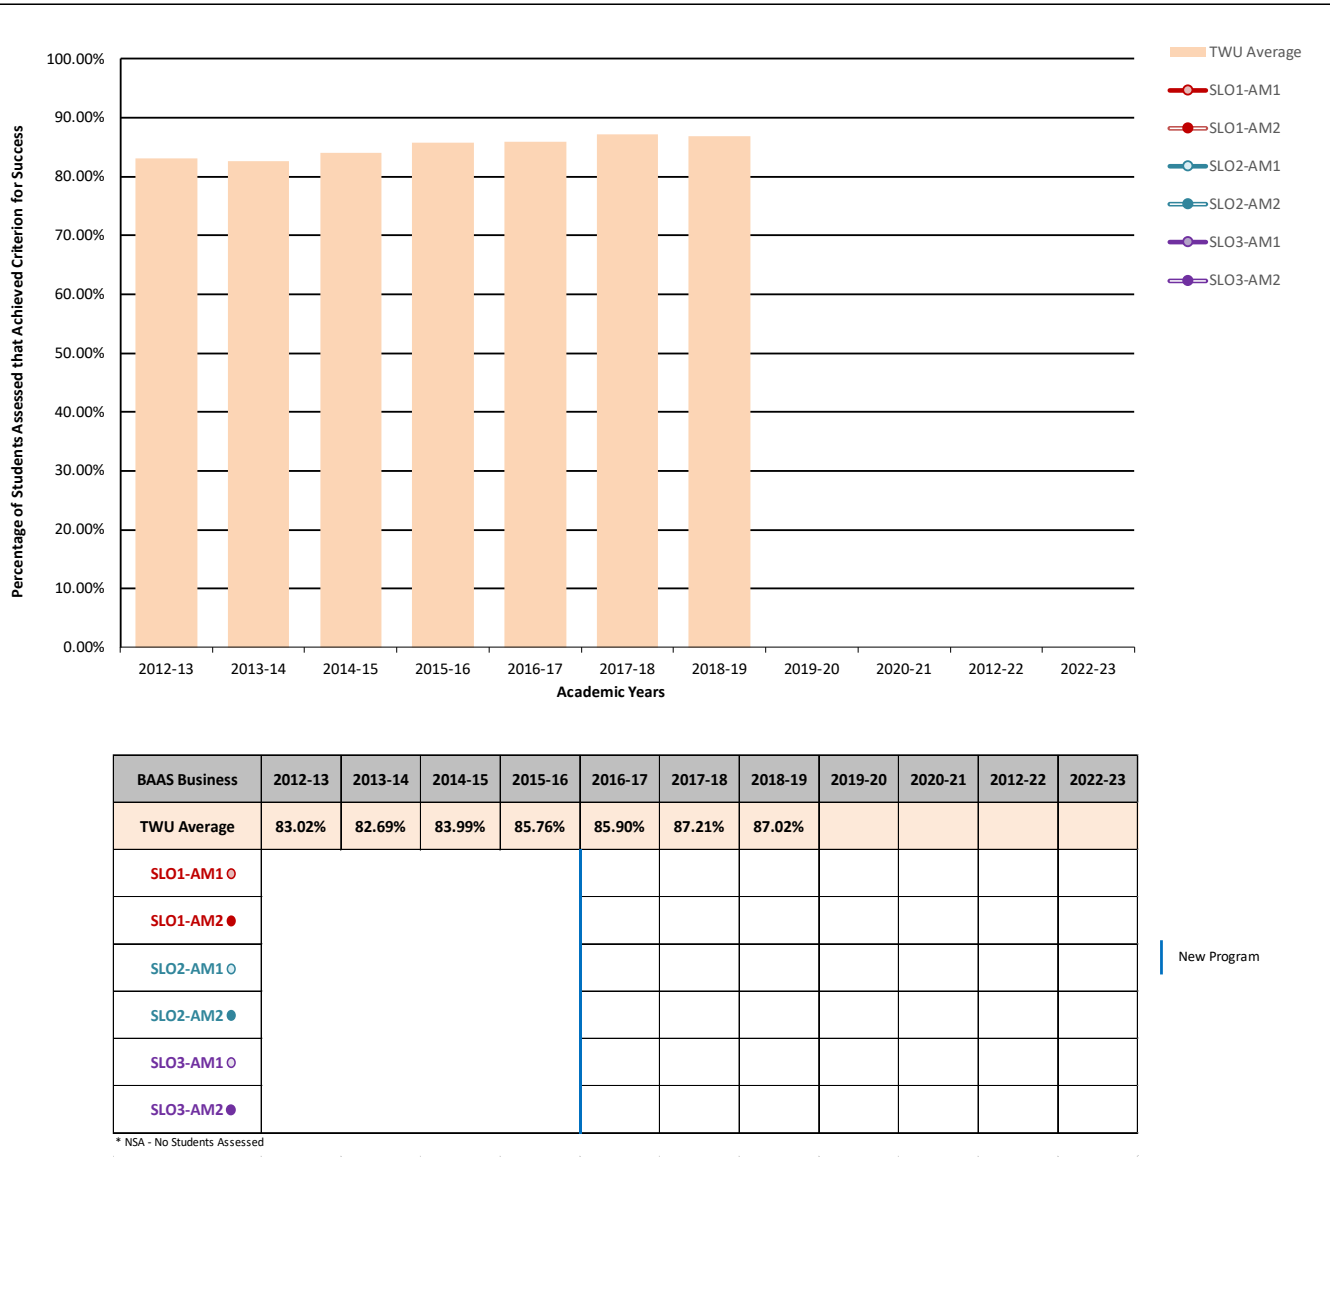 100.00%
90.00%
80.00%
70.00%
60.00%
50.00%
40.00%
30.00%
20.00%
10.00%
0.00%
Percentage of Students Assessed that Achieved Criterion for Success
2012-13 2013-14 2014-15 2015-16 2016-17 2017-18 2018-19 2019-20 2020-21 2012-22 2022-23
Academic Years
TWU Average
SLO1-AM1
SLO1-AM2
SLO2-AM1
SLO2-AM2
SLO3-AM1
SLO3-AM2
BAAS Business 2012-13 2013-14 2014-15 2015-16 2016-17 2017-18 2018-19 2019-20 2020-21 2012-22 2022-23
TWU Average 83.02% 82.69% 83.99% 85.76% 85.90% 87.21% 87.02%
SLO1-AM1
SLO1-AM2
SLO2-AM1
SLO2-AM2
SLO3-AM1
SLO3-AM2
New Program
* NSA - No Students Assessed